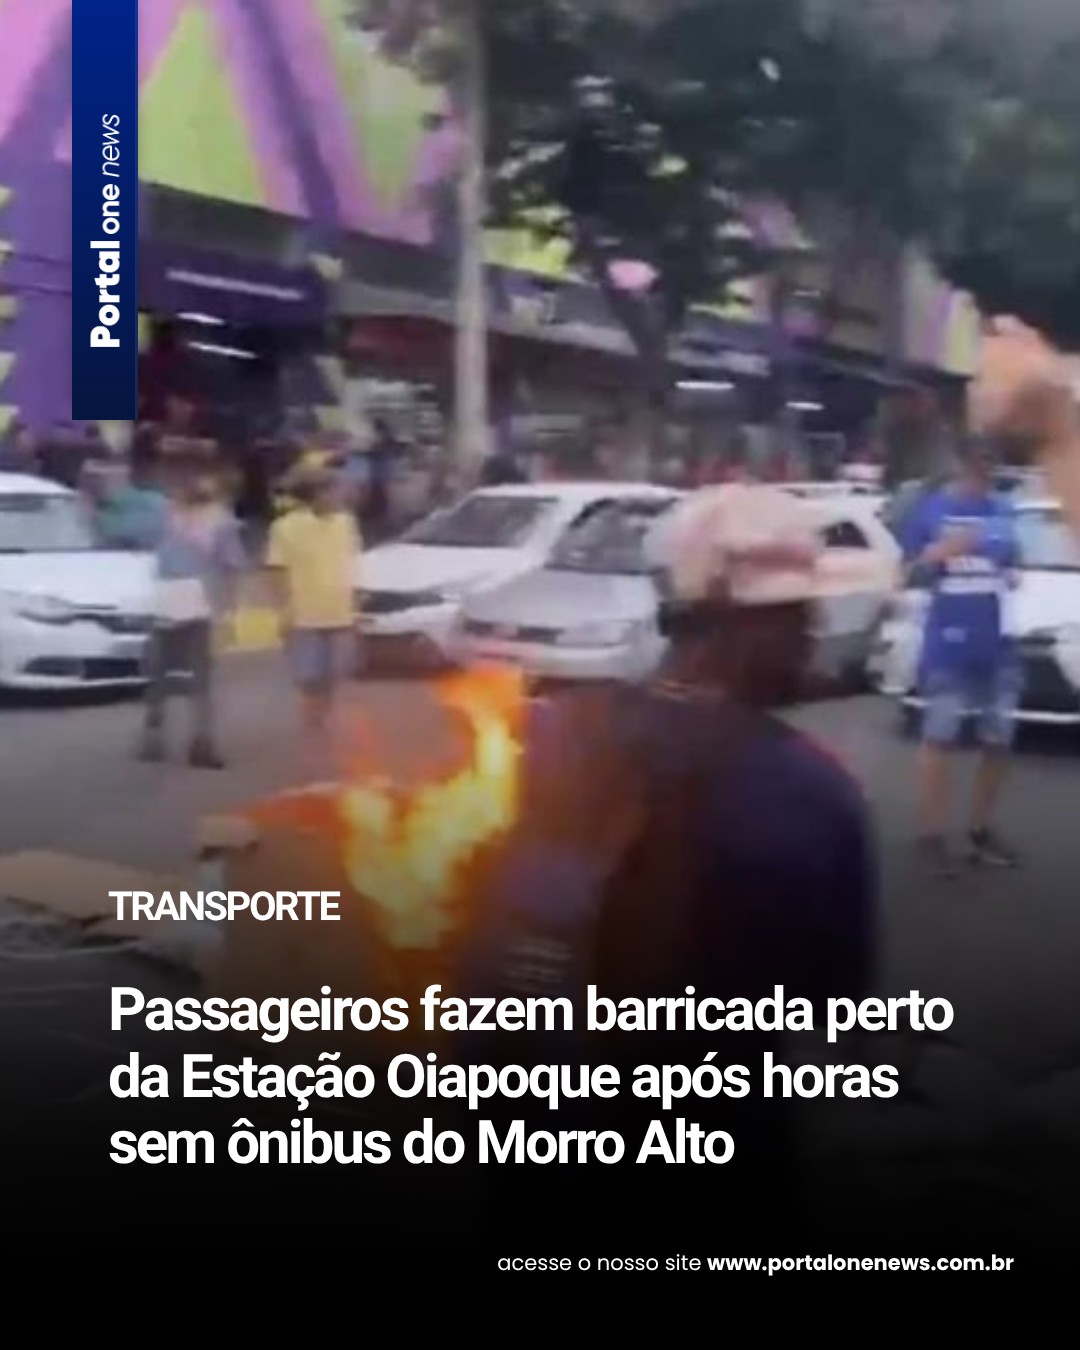 Portal one news
TRANSPORTE
Passageiros fazem barricada perto
da Estação Oiapoque após horas
sem ônibus do Morro Alto
acesse o nosso site www.portalonenews.com.br